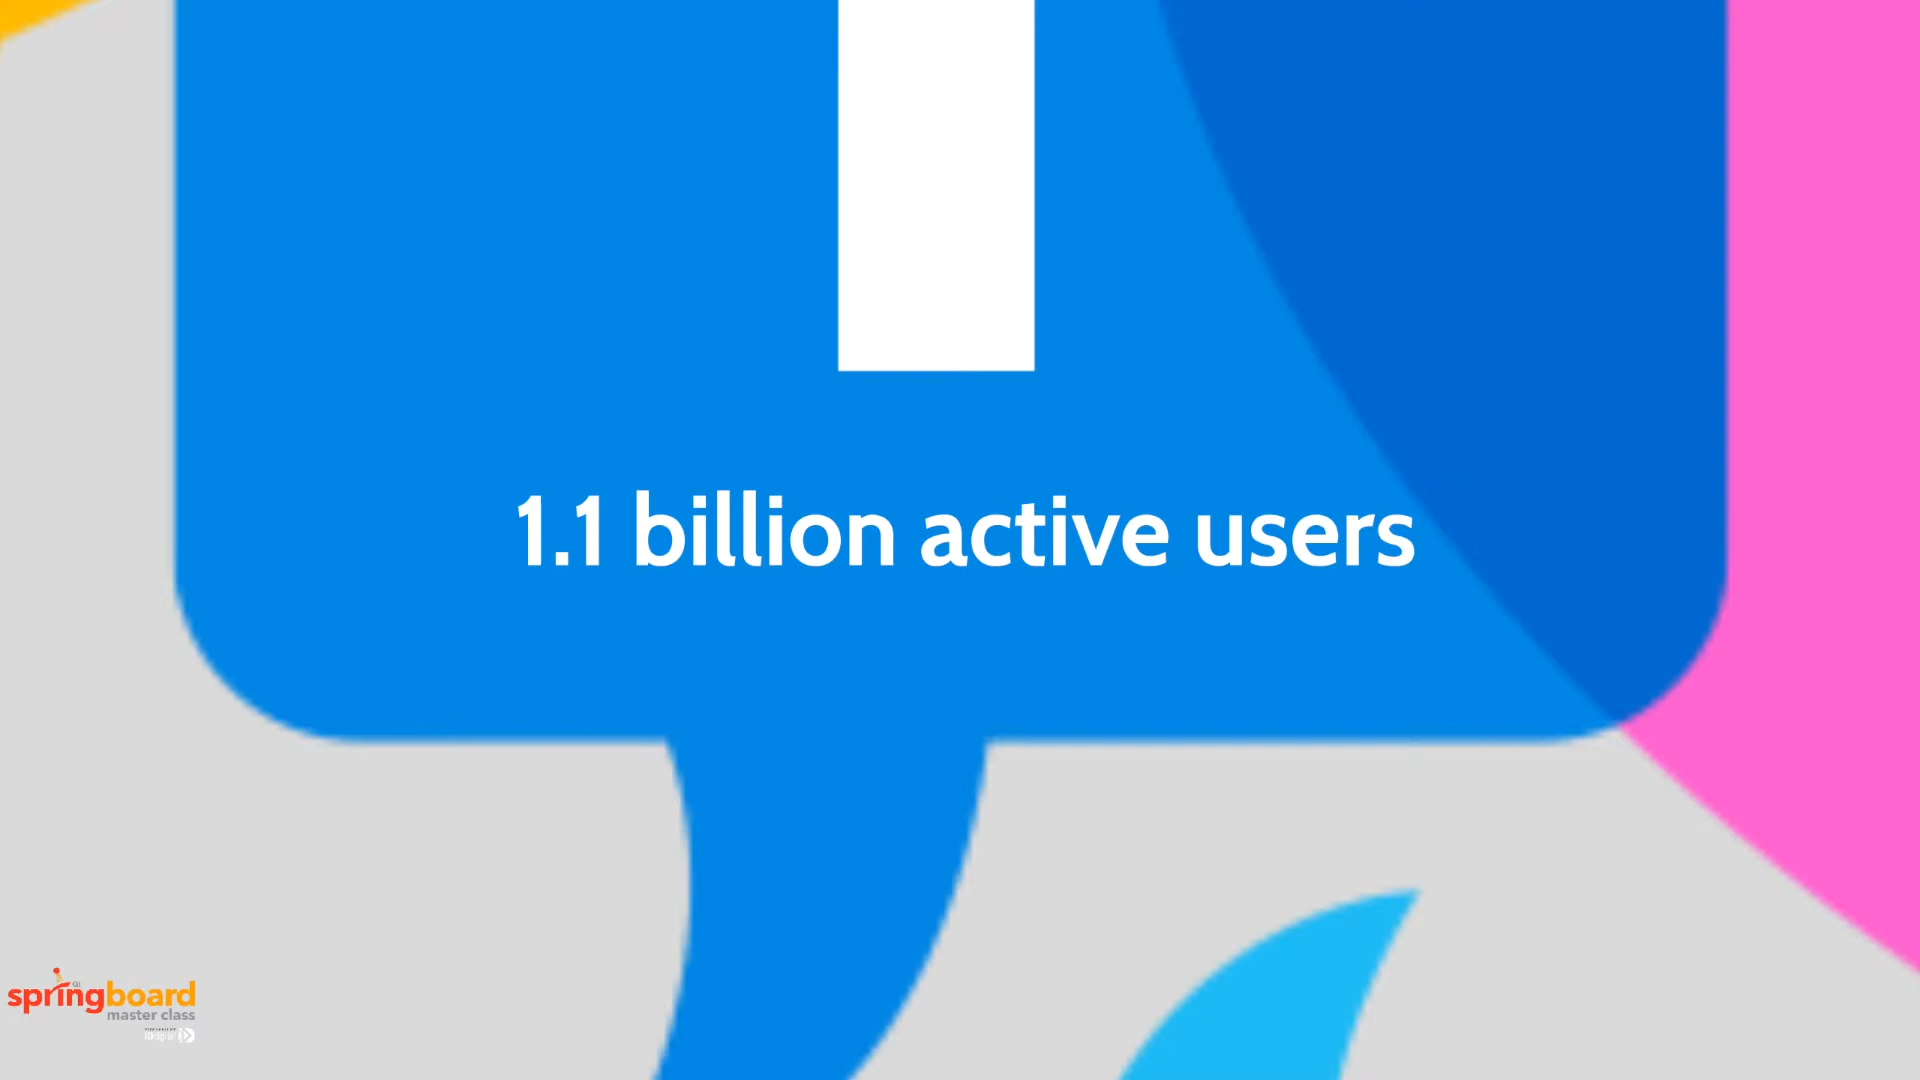 1.1 billion active users
springboard
master class